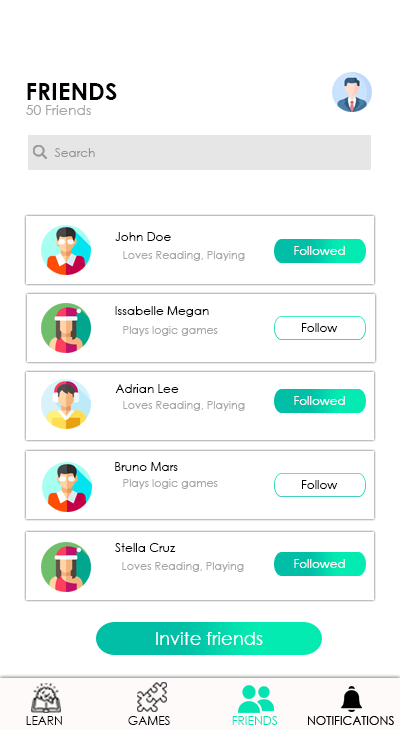 FRIENDS
50 Friends
Search
John Doe
Loves Reading, Playing
Followed
Issabelle Megan
Plays logic games
Follow
Adrian Lee
Loves Reading, Playing
Followed
Bruno Mars
Plays logic games
Follow
Stella Cruz
Loves Reading, Playing
Followed
Invite friends
LEARN GAMES FRIENDS NOTIFICATIONS